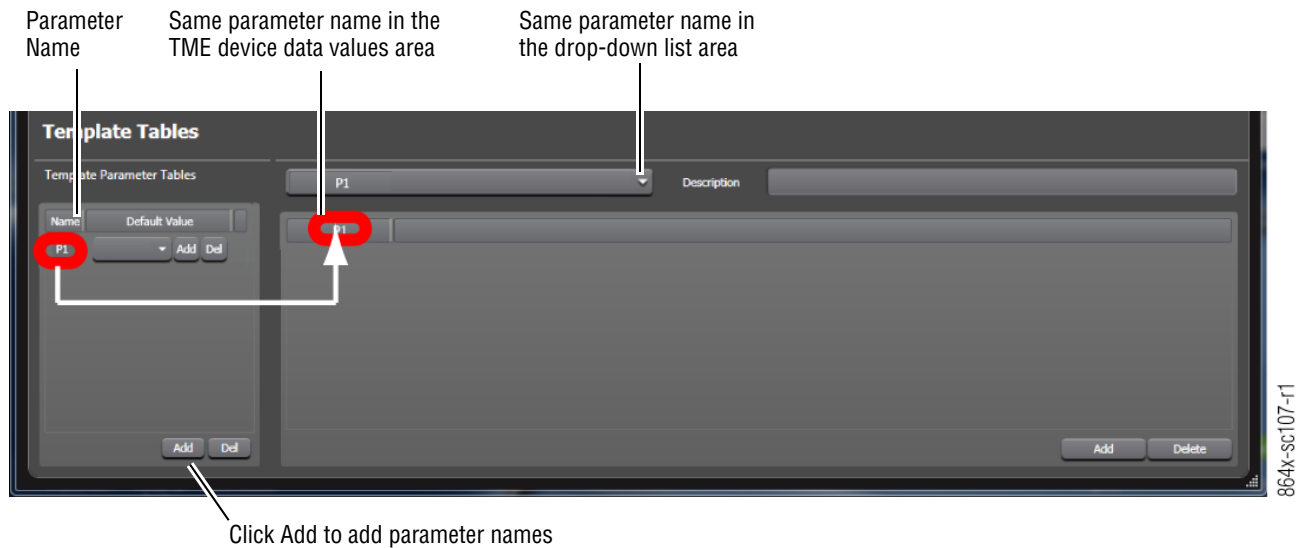 Parameter
Name
Same parameter name in the
TME device data values area
Same parameter name in
the drop-down list area
Template Tables
Template Parameter Tables
P1
Description
Name
Default Value
P1
P1
Add
Del
Add
Del
Add
Delete
864x-sc107-r1
Click Add to add parameter names